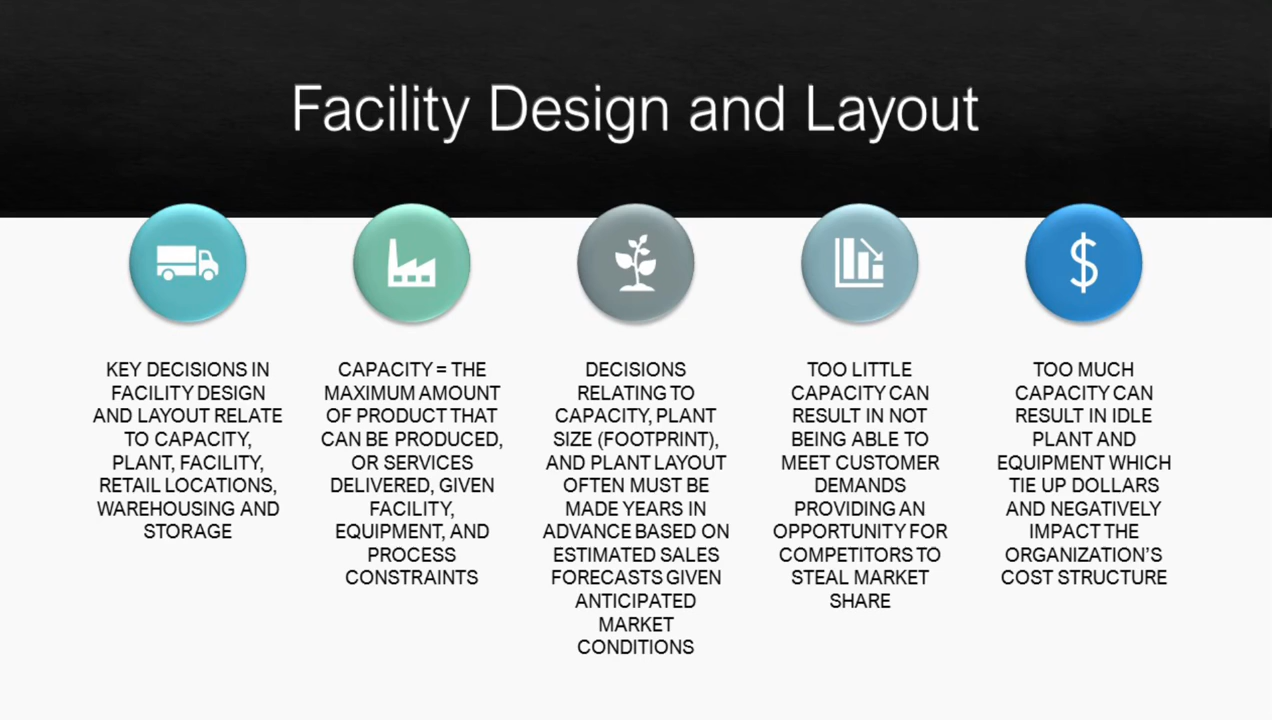 Facility Design and Layout
KEY DECISIONS IN
FACILITY DESIGN
AND LAYOUT RELATE
TO CAPACITY,
PLANT, FACILITY,
RETAIL LOCATIONS,
WAREHOUSING AND
STORAGE
CAPACITY = THE
MAXIMUM AMOUNT
OF PRODUCT THAT
CAN BE PRODUCED,
OR SERVICES
DELIVERED, GIVEN
FACILITY,
EQUIPMENT, AND
PROCESS
CONSTRAINTS
DECISIONS
RELATING TO
CAPACITY, PLANT
SIZE (FOOTPRINT),
AND PLANT LAYOUT
OFTEN MUST BE
MADE YEARS IN
ADVANCE BASED ON
ESTIMATED SALES
FORECASTS GIVEN
ANTICIPATED
MARKET
CONDITIONS
TOO LITTLE
CAPACITY CAN
RESULT IN NOT
BEING ABLE TO
MEET CUSTOMER
DEMANDS
PROVIDING AN
OPPORTUNITY FOR
COMPETITORS TO
STEAL MARKET
SHARE
$
TOO MUCH
CAPACITY CAN
RESULT IN IDLE
PLANT AND
EQUIPMENT WHICH
TIE UP DOLLARS
AND NEGATIVELY
IMPACT THE
ORGANIZATION’S
COST STRUCTURE